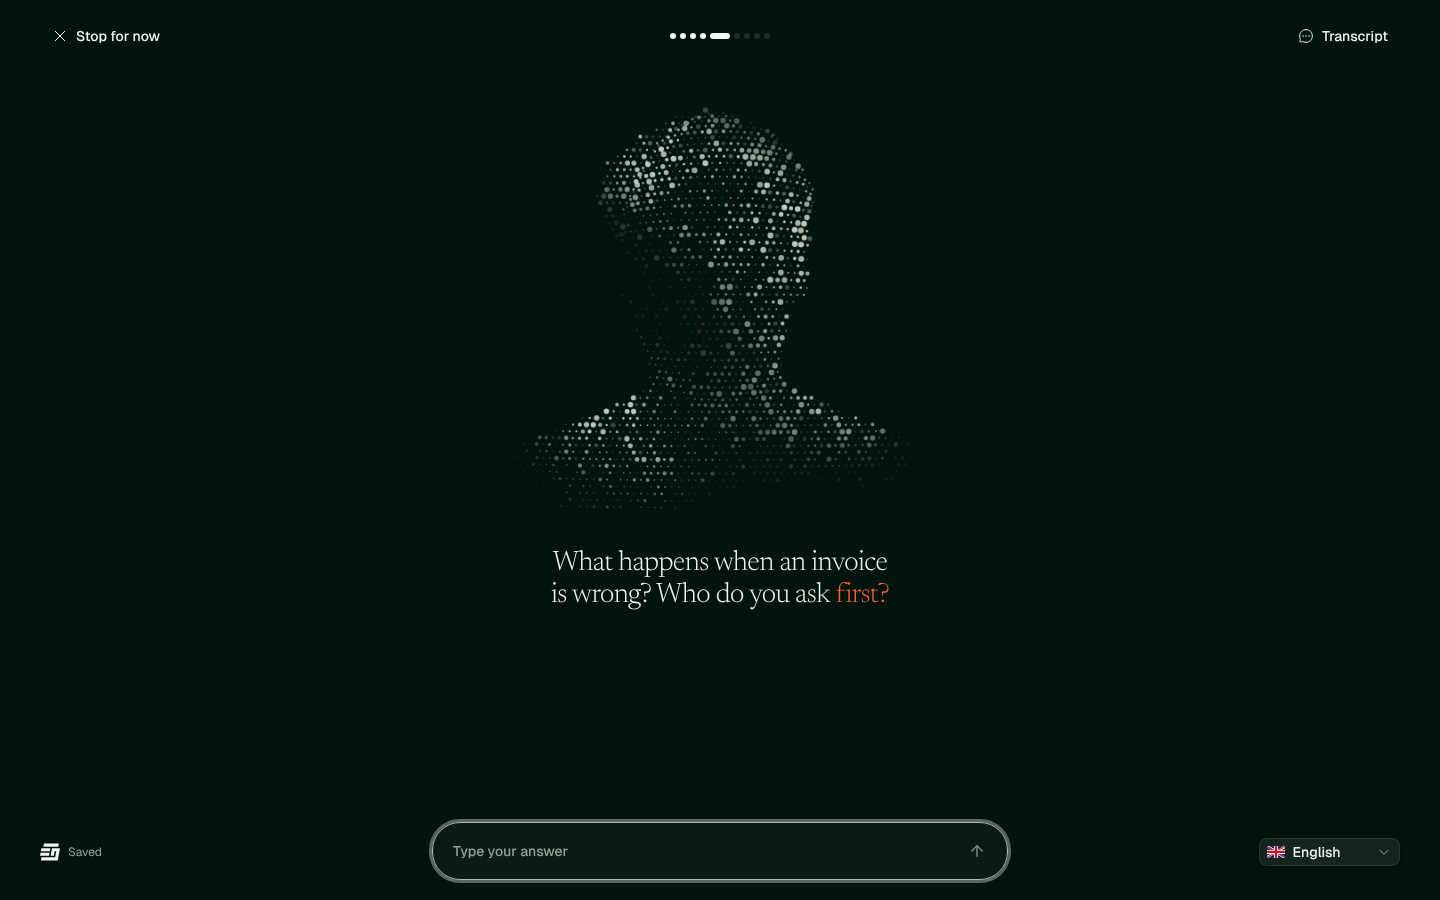 Stop for now
Transcript
What happens when an invoice
is wrong? Who do you ask first?
Saved
Type your answer
English